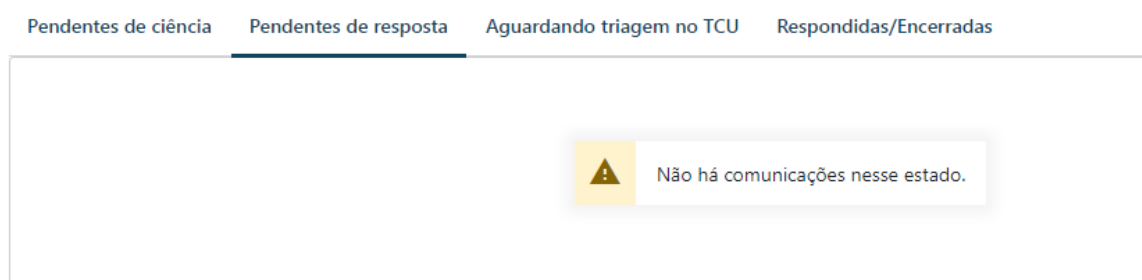 Pendentes de ciência Pendentes de resposta Aguardando triagem no TCU Respondidas/Encerradas
Não há comunicações nesse estado.